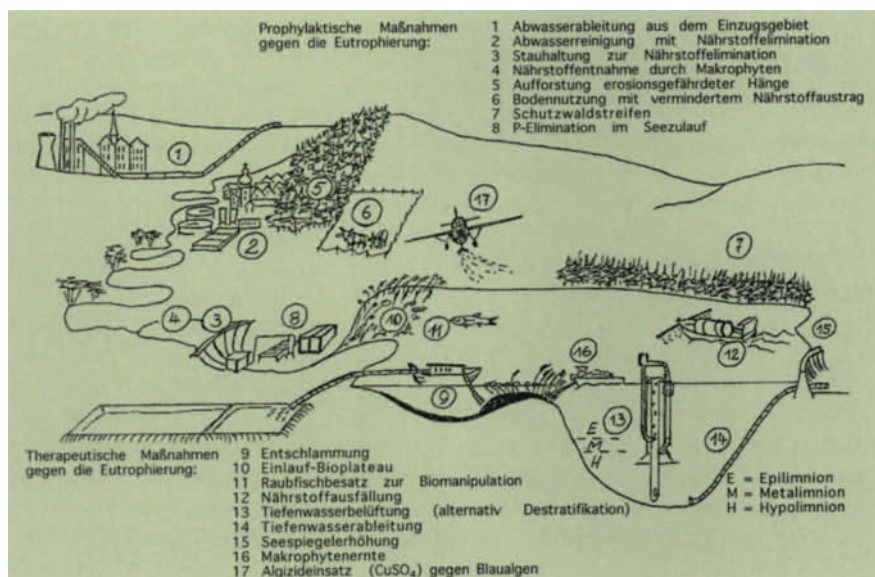 Prophylaktische Maßnahmen
gegen die Eutrophierung:
1 Abwasserableitung aus dem Einzugsgebiet
2 Abwasserreinigung mit Nährstoffelimination
3 Stauhaltung zur Nährstoffelimination
4 Nährstoffentnahme durch Makrophyten
5 Aufforstung erosionsgefährdeter Hänge
6 Bodennutzung mit vermindertem Nährstoffaustrag
7 Schutzwaldstreifen
8 P-Elimination im Seezulauf
1
5
6
17
2
7
4
3
8
10
11
12
15
16
9
13
14
E
M
H
Therapeutische Maßnahmen
gegen die Eutrophierung:
9 Entschlammung
10 Einlauf-Bioplateau
11 Raubfischbesatz zur Biomanipulation
12 Nährstoffausfällung
13 Tiefenwasserbelüftung (alternativ Destratifikation)
14 Tiefenwasserableitung
15 Seespiegelerhöhung
16 Makrophytenernte
17 Algizideinsatz (CuSO₄) gegen Blaualgen
E = Epilimnion
M = Metalimnion
H = Hypolimnion